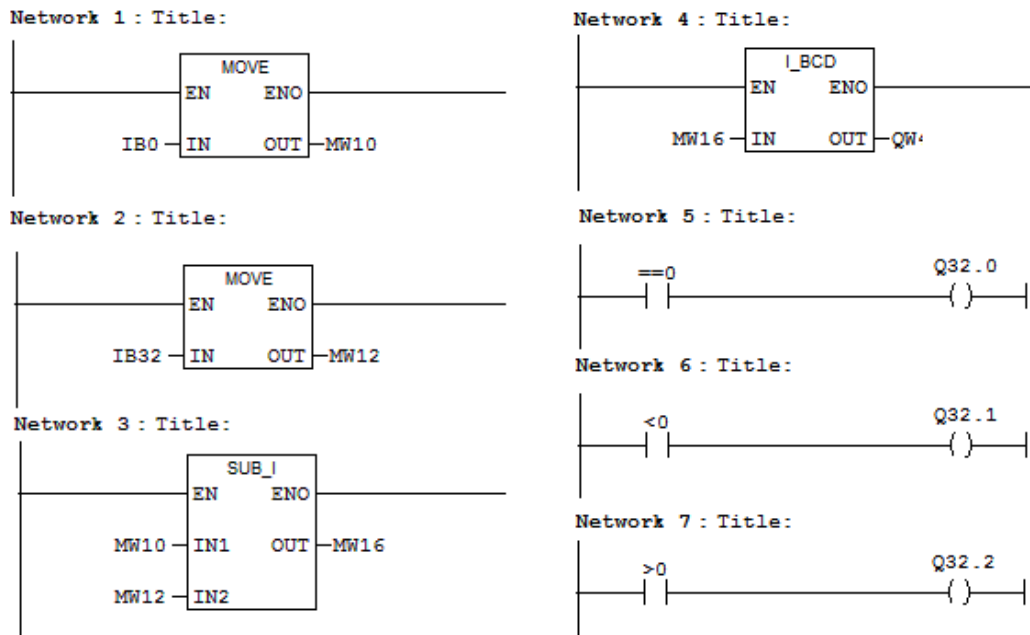 Network 1 : Title:
MOVE
EN ENO
IB0 IN OUT MW10
Network 2 : Title:
MOVE
EN ENO
IB32 IN OUT MW12
Network 3 : Title:
SUB_I
EN ENO
MW10 IN1 OUT MW16
MW12 IN2
Network 4 : Title:
I_BCD
EN ENO
MW16 IN OUT
Network 5 : Title:
==0 Q32.0
Network 6 : Title:
<0 Q32.1
Network 7 : Title:
>0 Q32.2